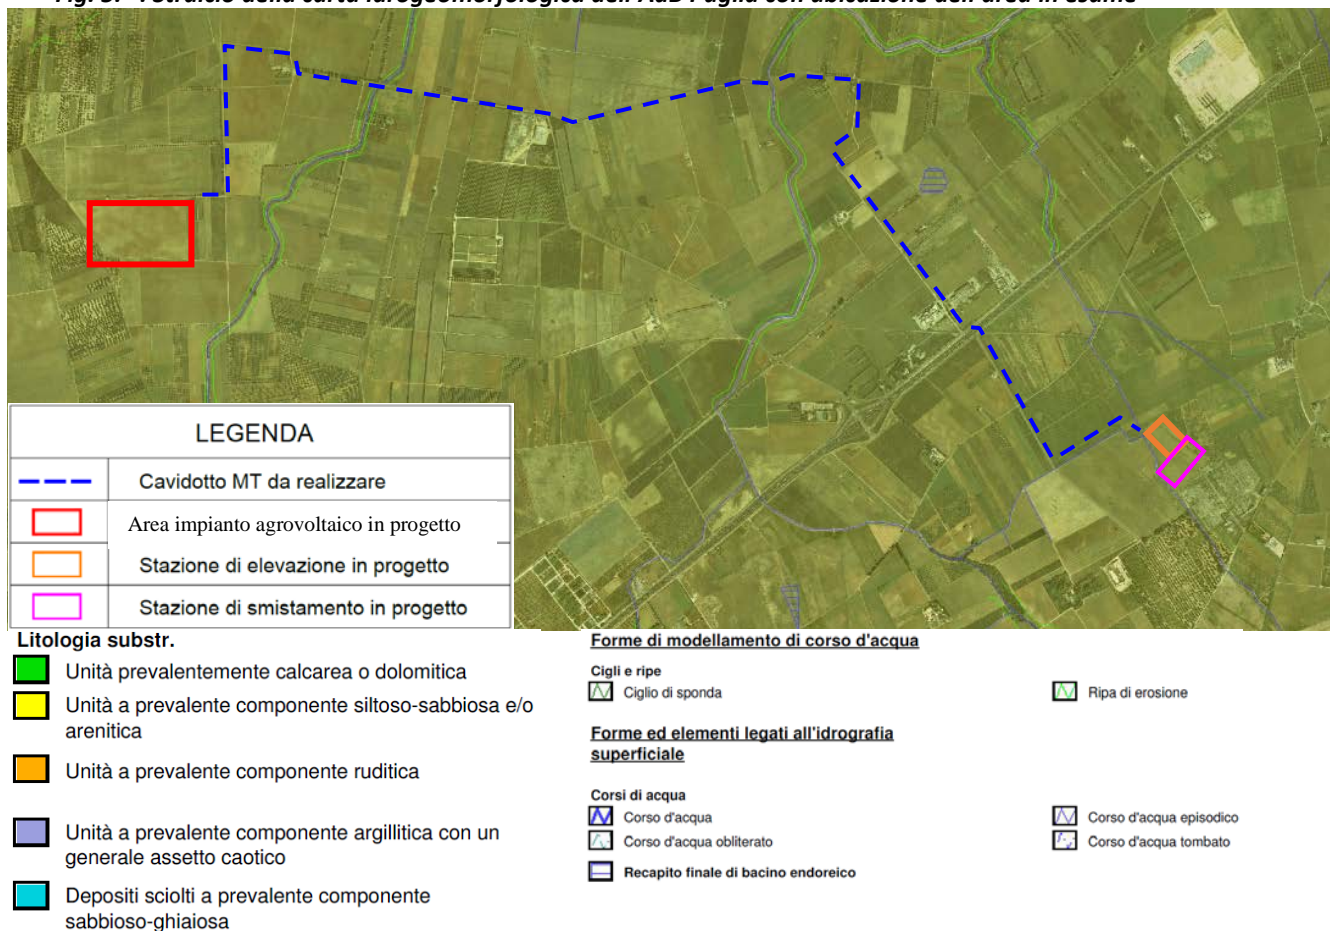 LEGENDA
Cavidotto MT da realizzare
Area impianto agrovoltaico in progetto
Stazione di elevazione in progetto
Stazione di smistamento in progetto
Litologia substr.
Unità prevalentemente calcarea o dolomitica
Unità a prevalente componente siltoso-sabbiosa e/o
arenitica
Unità a prevalente componente ruditica
Unità a prevalente componente argillitica con un
generale assetto caotico
Depositi sciolti a prevalente componente
sabbioso-ghiaiosa
Forme di modellamento di corso d'acqua
Cigli e ripe
Ciglio di sponda
Ripa di erosione
Forme ed elementi legati all'idrografia
superficiale
Corsi di acqua
Corso d'acqua
Corso d'acqua episodico
Corso d'acqua obliterato
Corso d'acqua tombato
Recapito finale di bacino endoreico